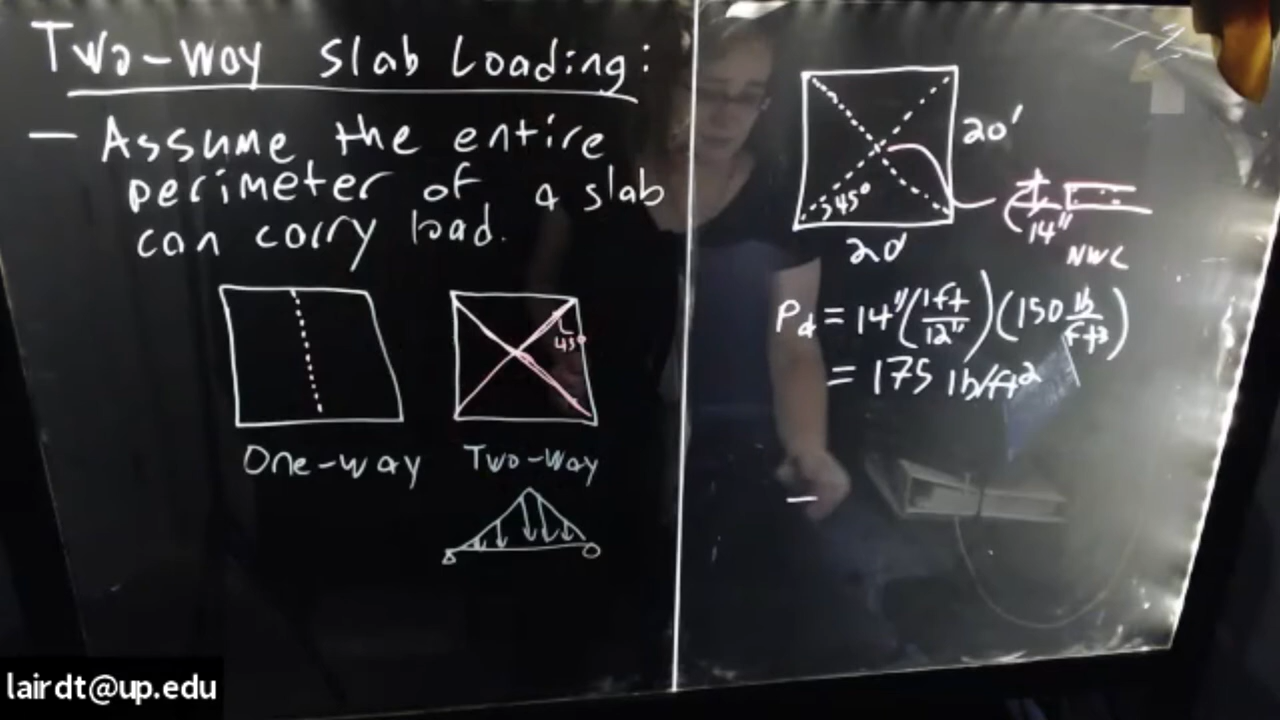 Two-way Slab Loading:
— Assume the entire
perimeter of a slab
can carry load.
One-way
Two-Way
45°
20'
45°
20'
14"
NWC
Pd = 14"(1ft/12")(150 lb/ft3)
= 175 lb/ft2
lairdt@up.edu